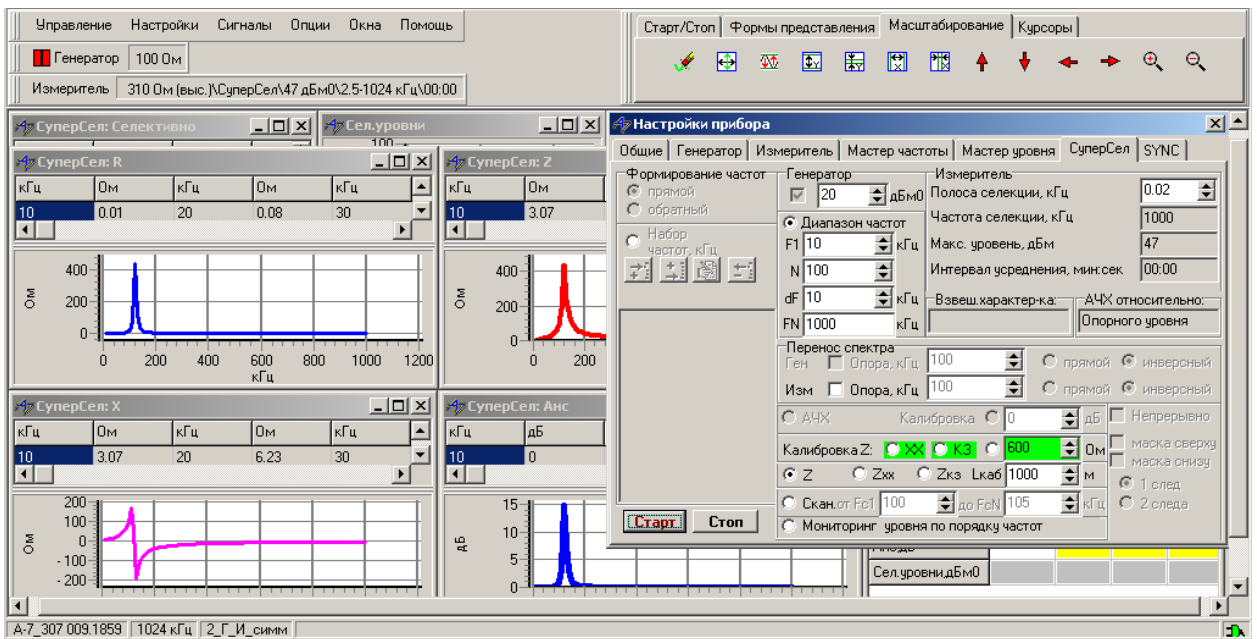 Управление Настройки Сигналы Опции Окна Помощь
Генератор 100 Ом
Измеритель 310 Ом (выс.)\СуперСел\47 дБм0\2.5-1024 кГц\00:00
Старт/Стоп Формы представления Масштабирование Курсоры
СуперСел: Селективно
Сел.уровни
100
СуперСел: R
кГц Ом кГц Ом кГц
10 0.01 20 0.08 30
400
200
0
Ом
0 200 400 600 800 1000 1200
кГц
СуперСел: Z
кГц Ом
10 3.07
400
200
0
Ом
0 200
СуперСел: X
кГц Ом кГц Ом кГц
10 3.07 20 6.23 30
200
100
0
-100
-200
Ом
СуперСел: Анс
кГц дБ
10 0
15
10
5
0
дБ
Настройки прибора
Общие Генератор Измеритель Мастер частоты Мастер уровня СуперСел SYNC
Формирование частот
прямой
обратный
Набор
частот, кГц
Старт Стоп
Генератор
20 дБм0
Диапазон частот
F1 10 кГц
N 100
dF 10 кГц
FN 1000 кГц
Измеритель
Полоса селекции, кГц 0.02
Частота селекции, кГц 1000
Макс. уровень, дБм 47
Интервал усреднения, мин:сек 00:00
Взвеш.характер-ка: АЧХ относительно:
Опорного уровня
Перенос спектра
Ген Опора, кГц 100 прямой инверсный
Изм Опора, кГц 100 прямой инверсный
АЧХ Калибровка 0 дБ Непрерывно
Калибровка Z: XX КЗ 600 Ом
маска сверху
маска снизу
Z Zхх Zкз Lкаб 1000 м
1 след
2 следа
Скан.от Fc1 100 до FcN 105 кГц
Мониторинг уровня по порядку частот
Сел.уровни,дБм0
А-7_307 009.1859 1024 кГц 2_Г_И_симм